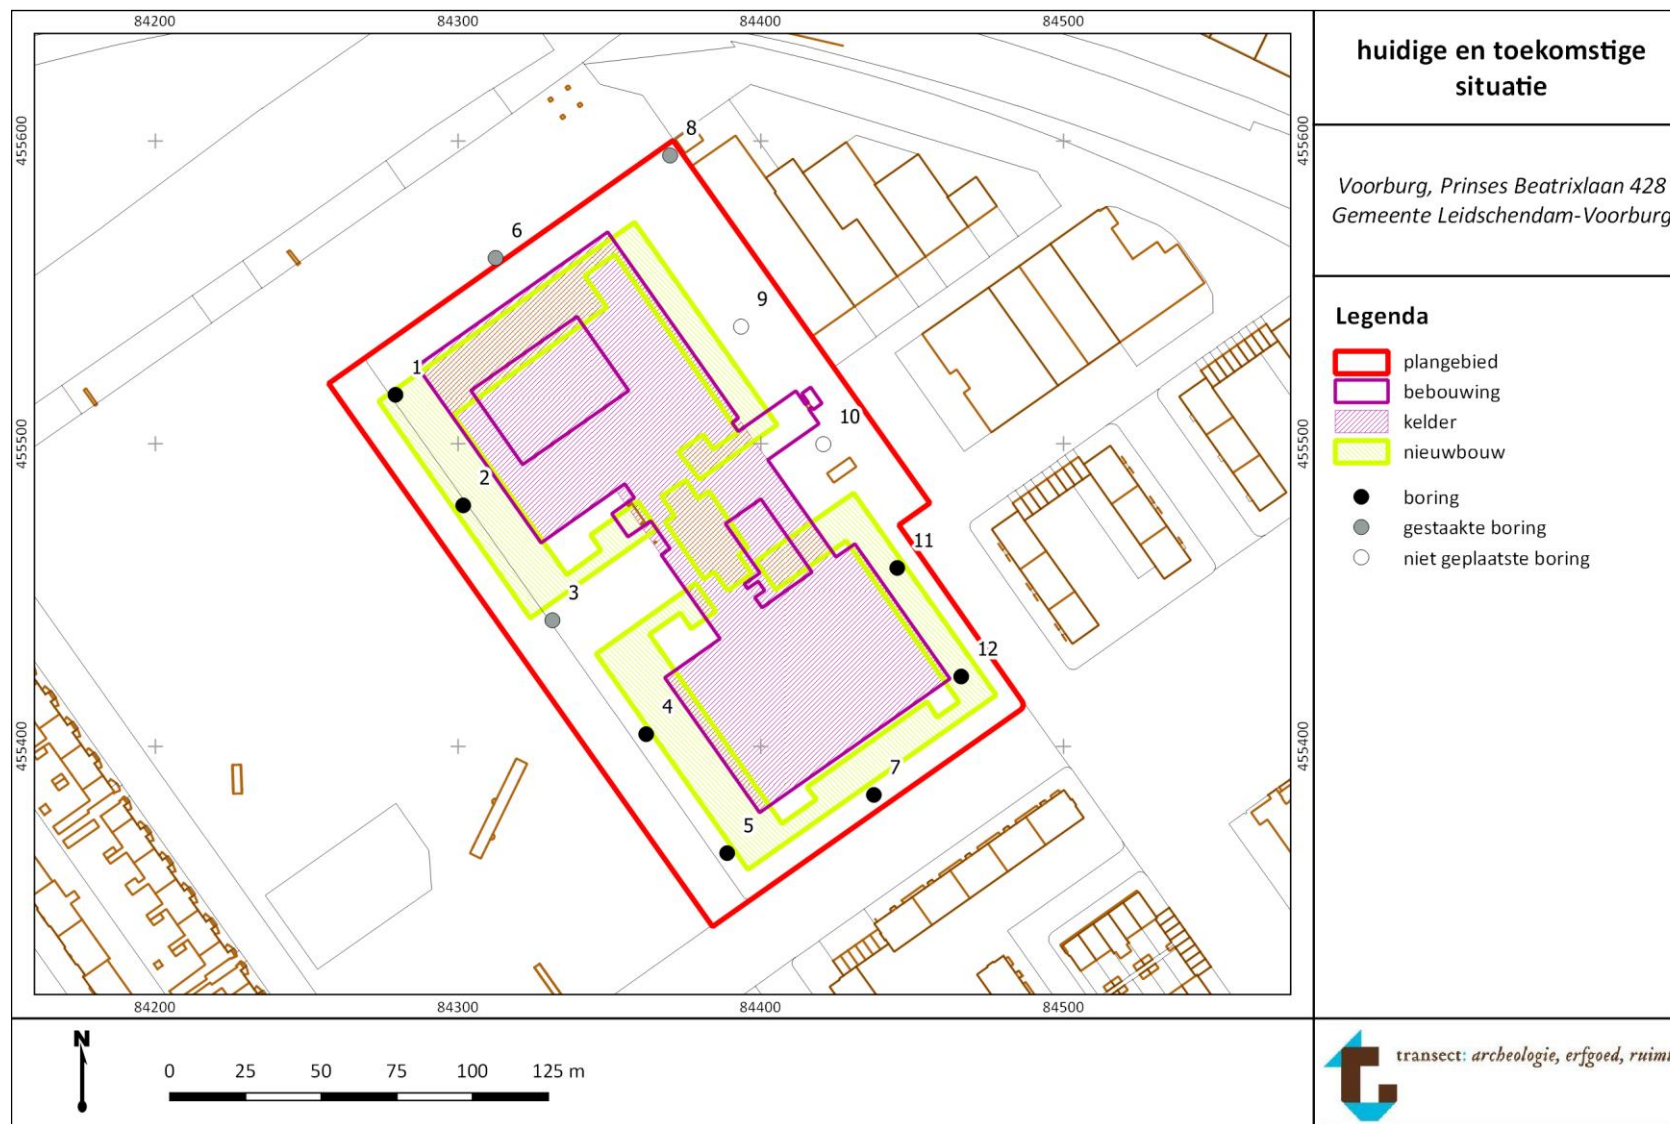 84200 84300 84400 84500
455600 455600
455500 455500
455400 455400
8
6
9
1
10
2
11
3
12
4
7
5
84200 84300 84400 84500
N
0 25 50 75 100 125 m
huidige en toekomstige
situatie
Voorburg, Prinses Beatrixlaan 428
Gemeente Leidschendam-Voorburg
Legenda
plangebied
bebouwing
kelder
nieuwbouw
boring
gestaakte boring
niet geplaatste boring
transect: archeologie, erfgoed, ruim